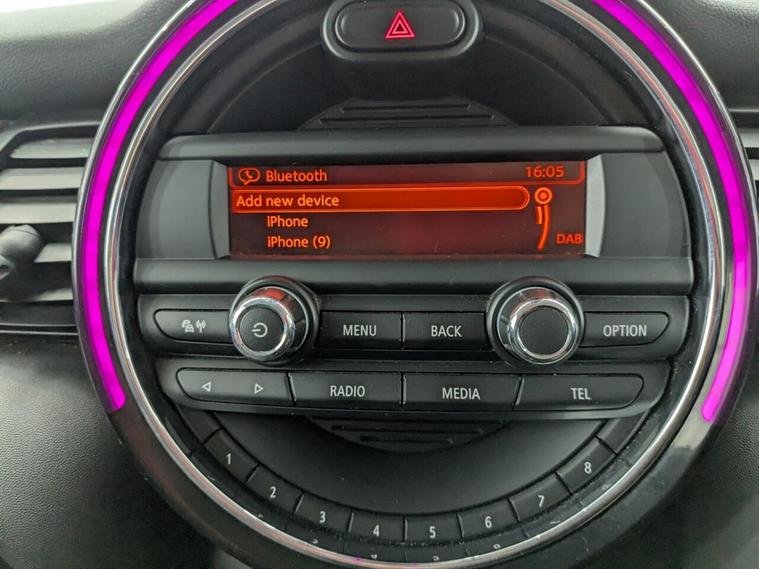 Bluetooth 16:05
Add new device
iPhone
iPhone (9)
DAB
MENU BACK OPTION
RADIO MEDIA TEL
1 2 3 4 5 6 7 8